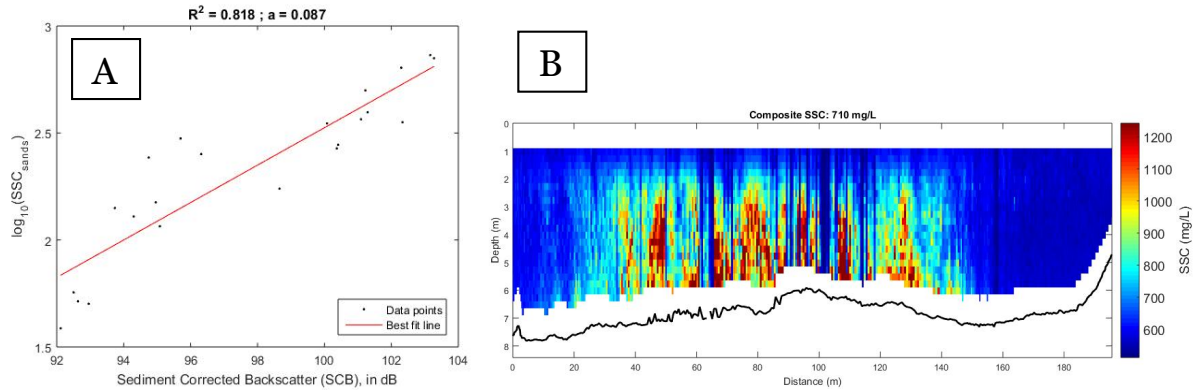 R² = 0.818 ; a = 0.087
A
3
2.5
2
1.5
log₁₀(SSCsands)
92 94 96 98 100 102 104
Sediment Corrected Backscatter (SCB), in dB
Data points
Best fit line
B
Composite SSC: 710 mg/L
0
1
2
3
4
5
6
7
8
Depth (m)
0 20 40 60 80 100 120 140 160 180
Distance (m)
1200
1100
1000
900
800
700
600
SSC (mg/L)